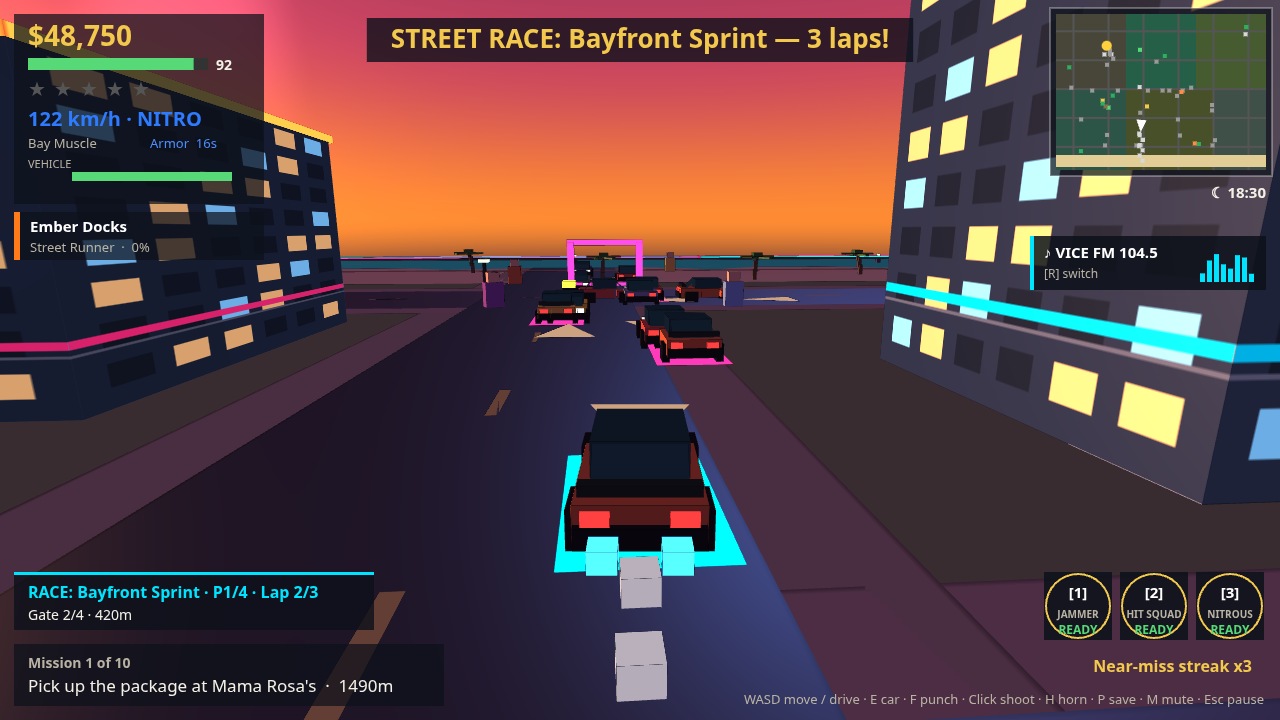 $48,750
92
★ ★ ★ ★ ★
122 km/h · NITRO
Bay Muscle Armor 16s
VEHICLE
Ember Docks
Street Runner · 0%
STREET RACE: Bayfront Sprint — 3 laps!
☾ 18:30
♪ VICE FM 104.5
[R] switch
RACE: Bayfront Sprint · P1/4 · Lap 2/3
Gate 2/4 · 420m
Mission 1 of 10
Pick up the package at Mama Rosa's · 1490m
[1] [2] [3]
JAMMER HIT SQUAD NITROUS
READY READY READY
Near-miss streak x3
WASD move / drive · E car · F punch · Click shoot · H horn · P save · M mute · Esc pause